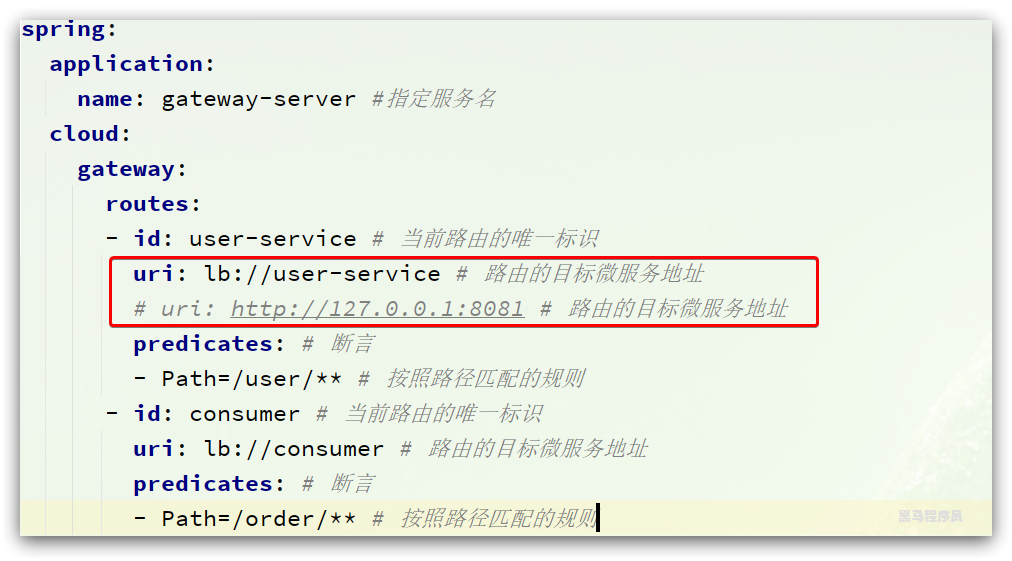 spring:
  application:
    name: gateway-server #指定服务名
  cloud:
    gateway:
      routes:
      - id: user-service # 当前路由的唯一标识
        uri: lb://user-service # 路由的目标微服务地址
        # uri: http://127.0.0.1:8081 # 路由的目标微服务地址
        predicates: # 断言
        - Path=/user/** # 按照路径匹配的规则
      - id: consumer # 当前路由的唯一标识
        uri: lb://consumer # 路由的目标微服务地址
        predicates: # 断言
        - Path=/order/** # 按照路径匹配的规则
黑马程序员